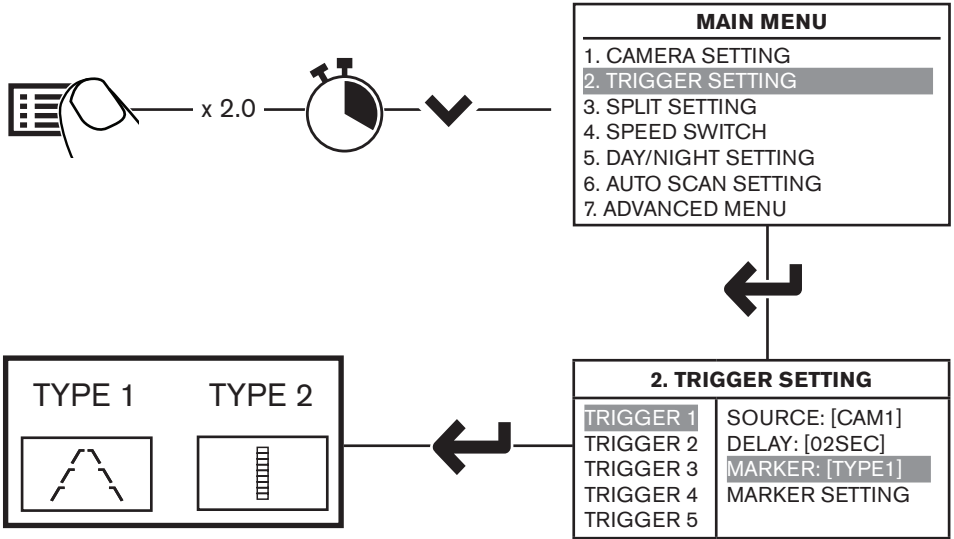 x 2.0
MAIN MENU
1. CAMERA SETTING
2. TRIGGER SETTING
3. SPLIT SETTING
4. SPEED SWITCH
5. DAY/NIGHT SETTING
6. AUTO SCAN SETTING
7. ADVANCED MENU
2. TRIGGER SETTING
TRIGGER 1 SOURCE: [CAM1]
TRIGGER 2 DELAY: [02SEC]
TRIGGER 3 MARKER: [TYPE1]
TRIGGER 4 MARKER SETTING
TRIGGER 5
TYPE 1 TYPE 2